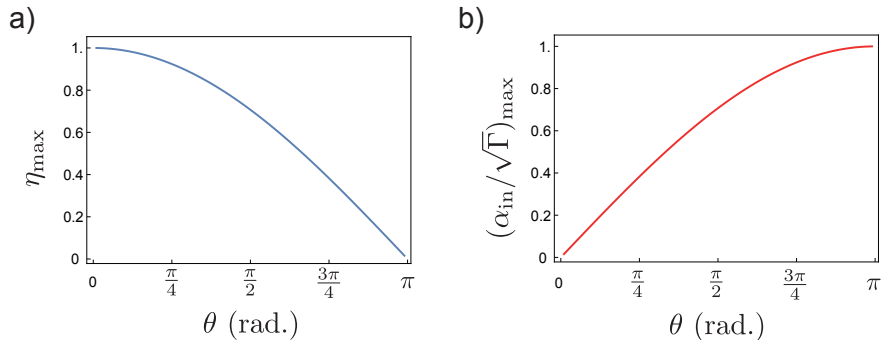 a)
b)
1.
0.8
0.6
0.4
0.2
0
η_max
0
π/4
π/2
3π/4
π
θ (rad.)
1.
0.8
0.6
0.4
0.2
0
(α_in/√Γ)_max
0
π/4
π/2
3π/4
π
θ (rad.)